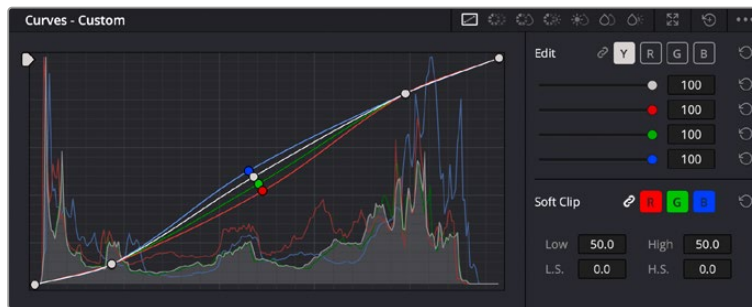 Curves - Custom
Edit Y R G B
100
100
100
100
Soft Clip R G B
Low 50.0 High 50.0
L.S. 0.0 H.S. 0.0